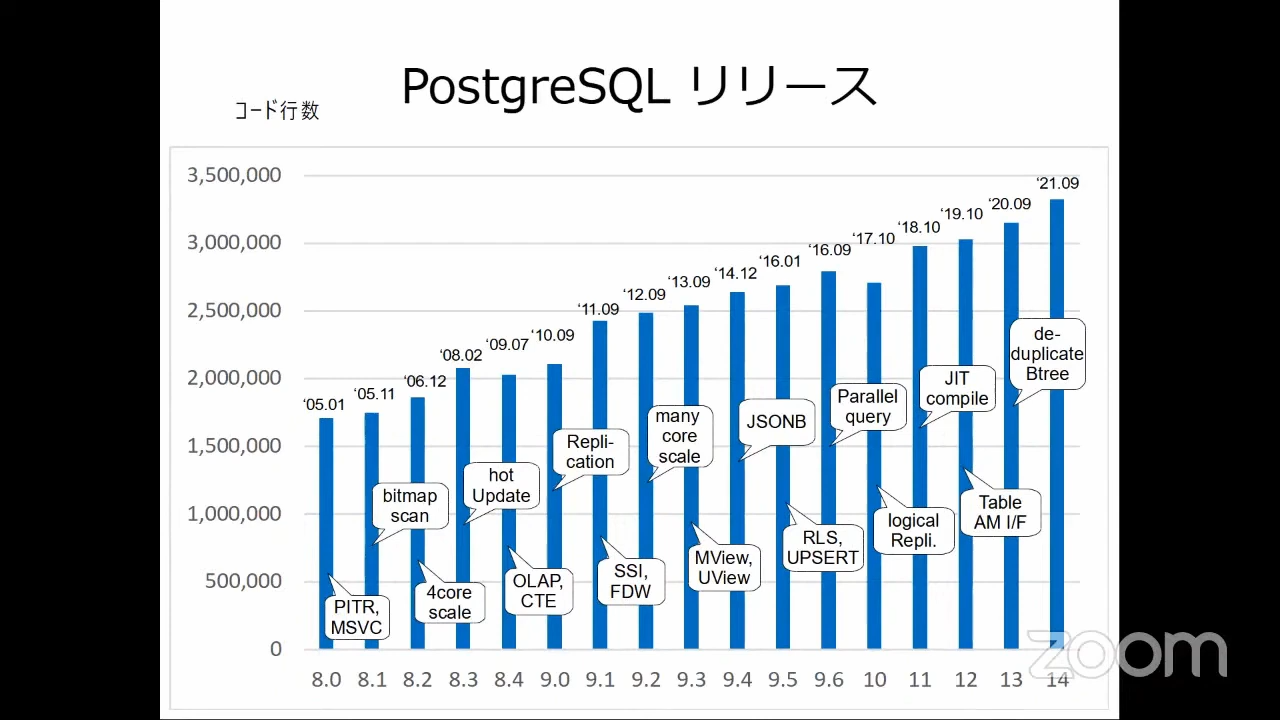 PostgreSQL リリース
コード行数
3,500,000
3,000,000
2,500,000
2,000,000
1,500,000
1,000,000
500,000
0
‘05.01
‘05.11
‘06.12
‘08.02
‘09.07
‘10.09
‘11.09
‘12.09
‘13.09
‘14.12
‘16.01
‘16.09
‘17.10
‘18.10
‘19.10
‘20.09
‘21.09
PITR,
MSVC
bitmap
scan
4core
scale
hot
Update
OLAP,
CTE
Repli-
cation
SSI,
FDW
many
core
scale
MView,
UView
JSONB
RLS,
UPSERT
Parallel
query
logical
Repli.
JIT
compile
Table
AM I/F
de-
duplicate
Btree
8.0 8.1 8.2 8.3 8.4 9.0 9.1 9.2 9.3 9.4 9.5 9.6 10 11 12 13 14
zoom